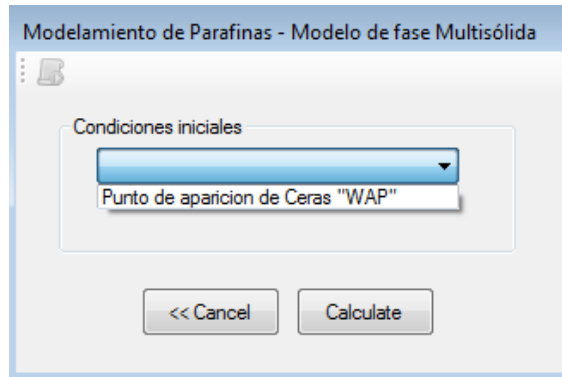 Modelamiento de Parafinas - Modelo de fase Multisólida
Condiciones iniciales
Punto de aparicion de Ceras "WAP"
<< Cancel
Calculate